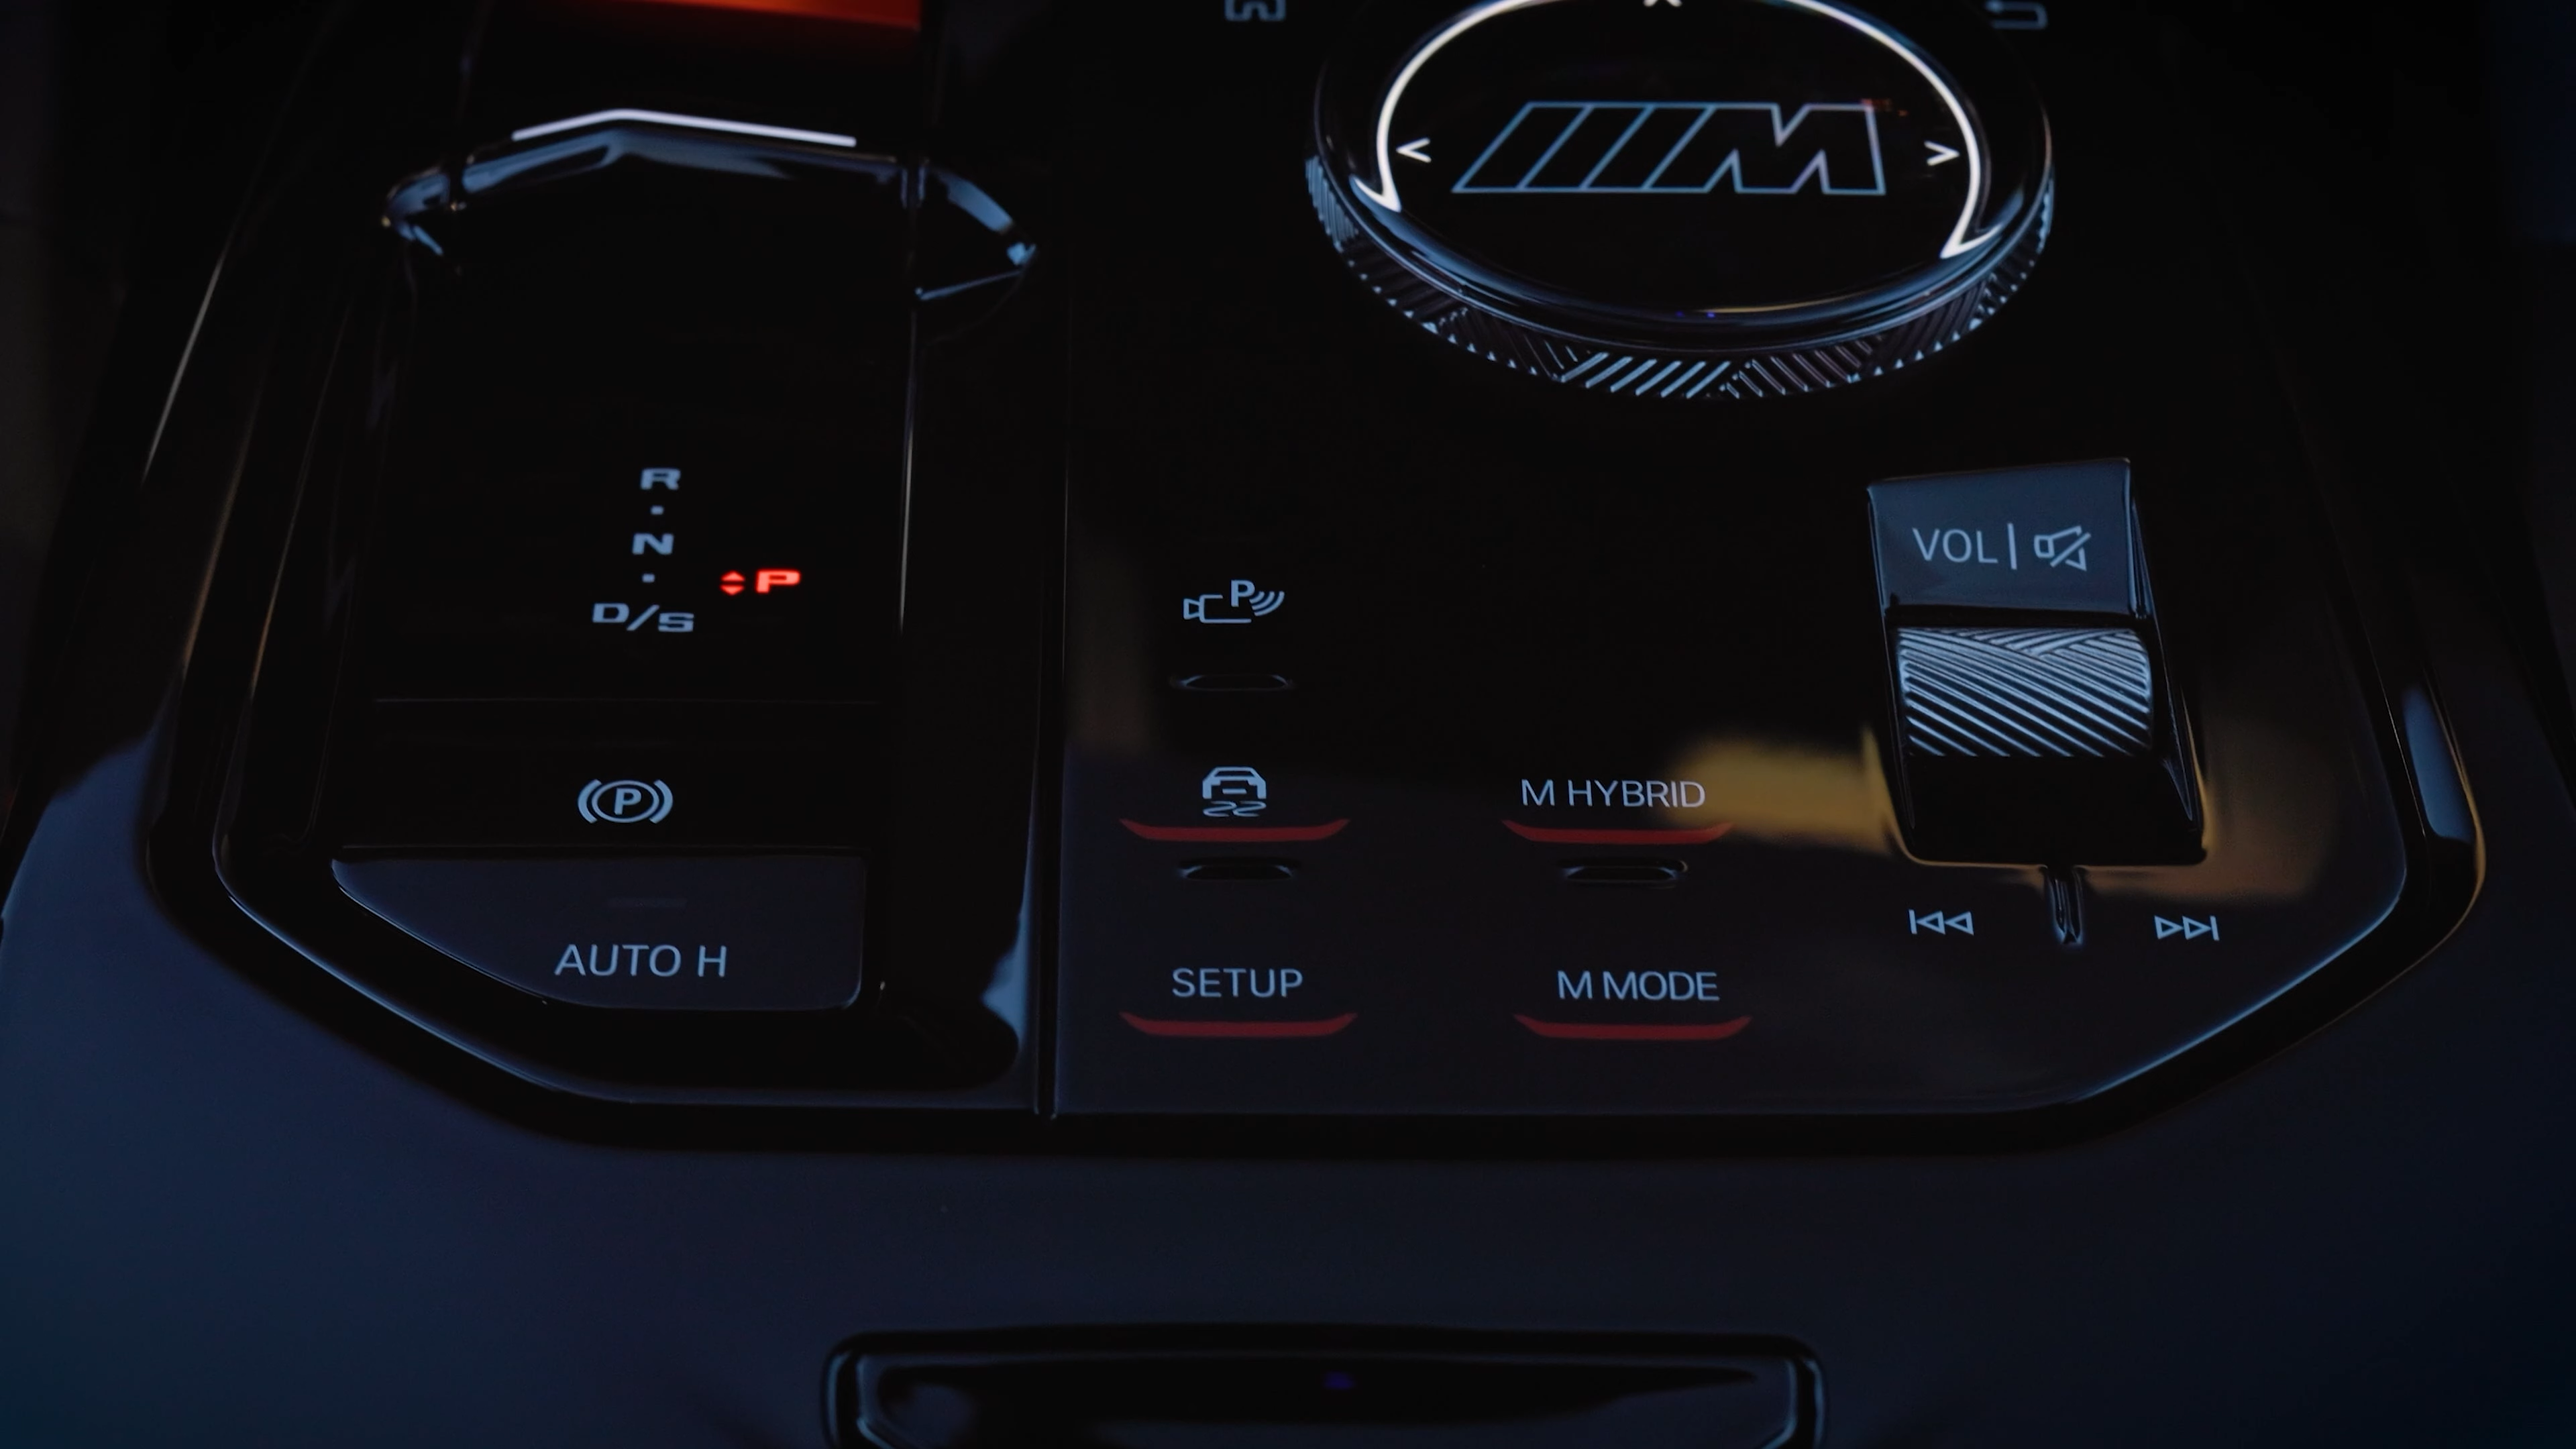 M
R
N
D/S
P
P
AUTO H
P
M HYBRID
SETUP
M MODE
VOL